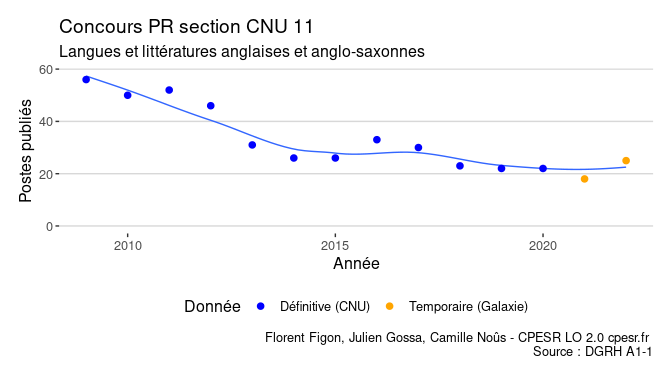 Concours PR section CNU 11
Langues et littératures anglaises et anglo-saxonnes
Postes publiés
60
40
20
0
2010
2015
2020
Année
Donnée
Définitive (CNU)
Temporaire (Galaxie)
Florent Figon, Julien Gossa, Camille Noûs - CPESR LO 2.0 cpesr.fr
Source : DGRH A1-1